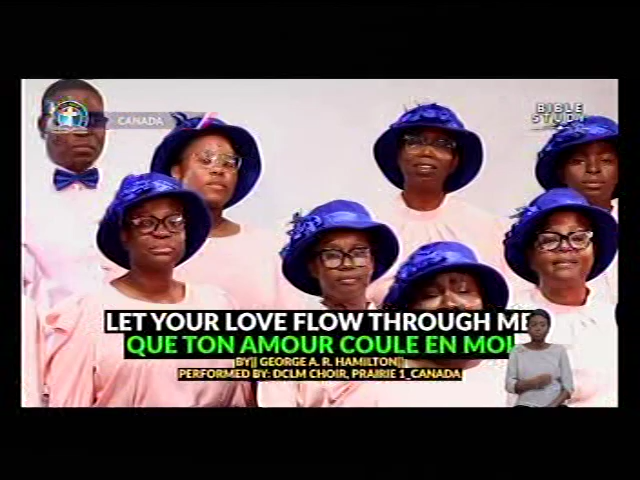 CANADA
BIBLE
STUDY
LET YOUR LOVE FLOW THROUGH ME
QUE TON AMOUR COULE EN MOI
BY|| GEORGE A. R. HAMILTON||
PERFORMED BY: DCLM CHOIR, PRAIRIE 1_CANADA